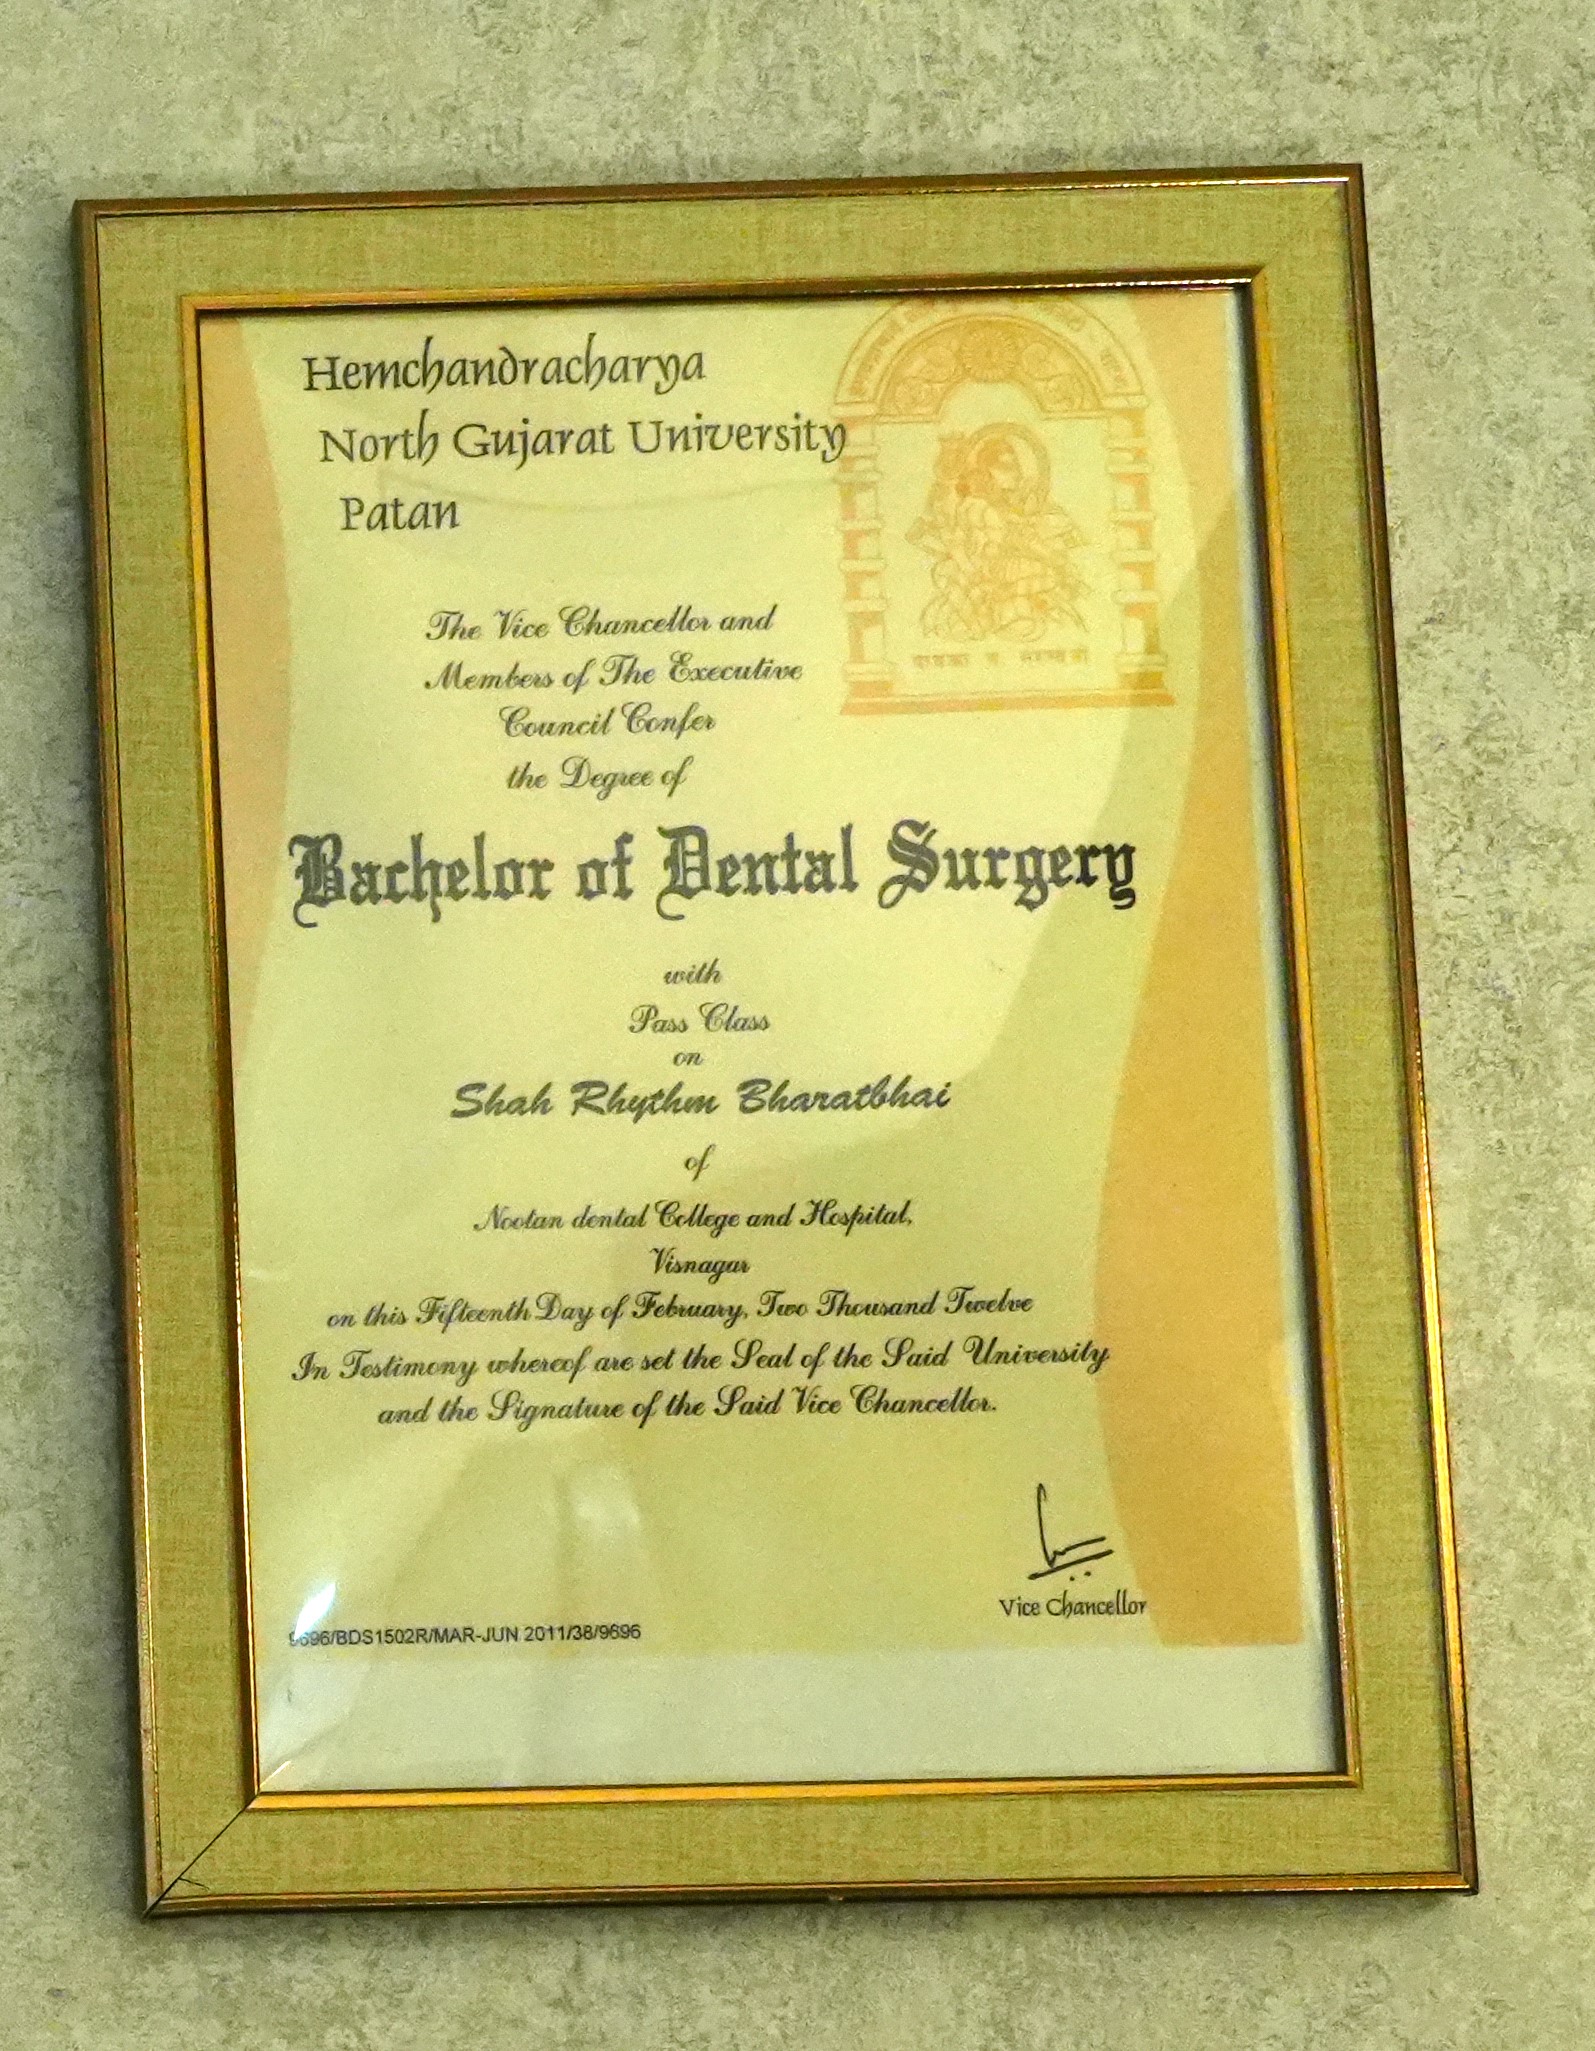 Hemchandracharya
North Gujarat University
Patan
The Vice Chancellor and
Members of The Executive
Council Confer
the Degree of
Bachelor of Dental Surgery
with
Pass Class
on
Shah Rhythm Bharatbhai
of
Nootan dental College and Hospital,
Visnagar
on this Fifteenth Day of February, Two Thousand Twelve
In Testimony whereof are set the Seal of the Said University
and the Signature of the Said Vice Chancellor.
Vice Chancellor
9696/BDS1502R/MAR-JUN 2011/38/9696